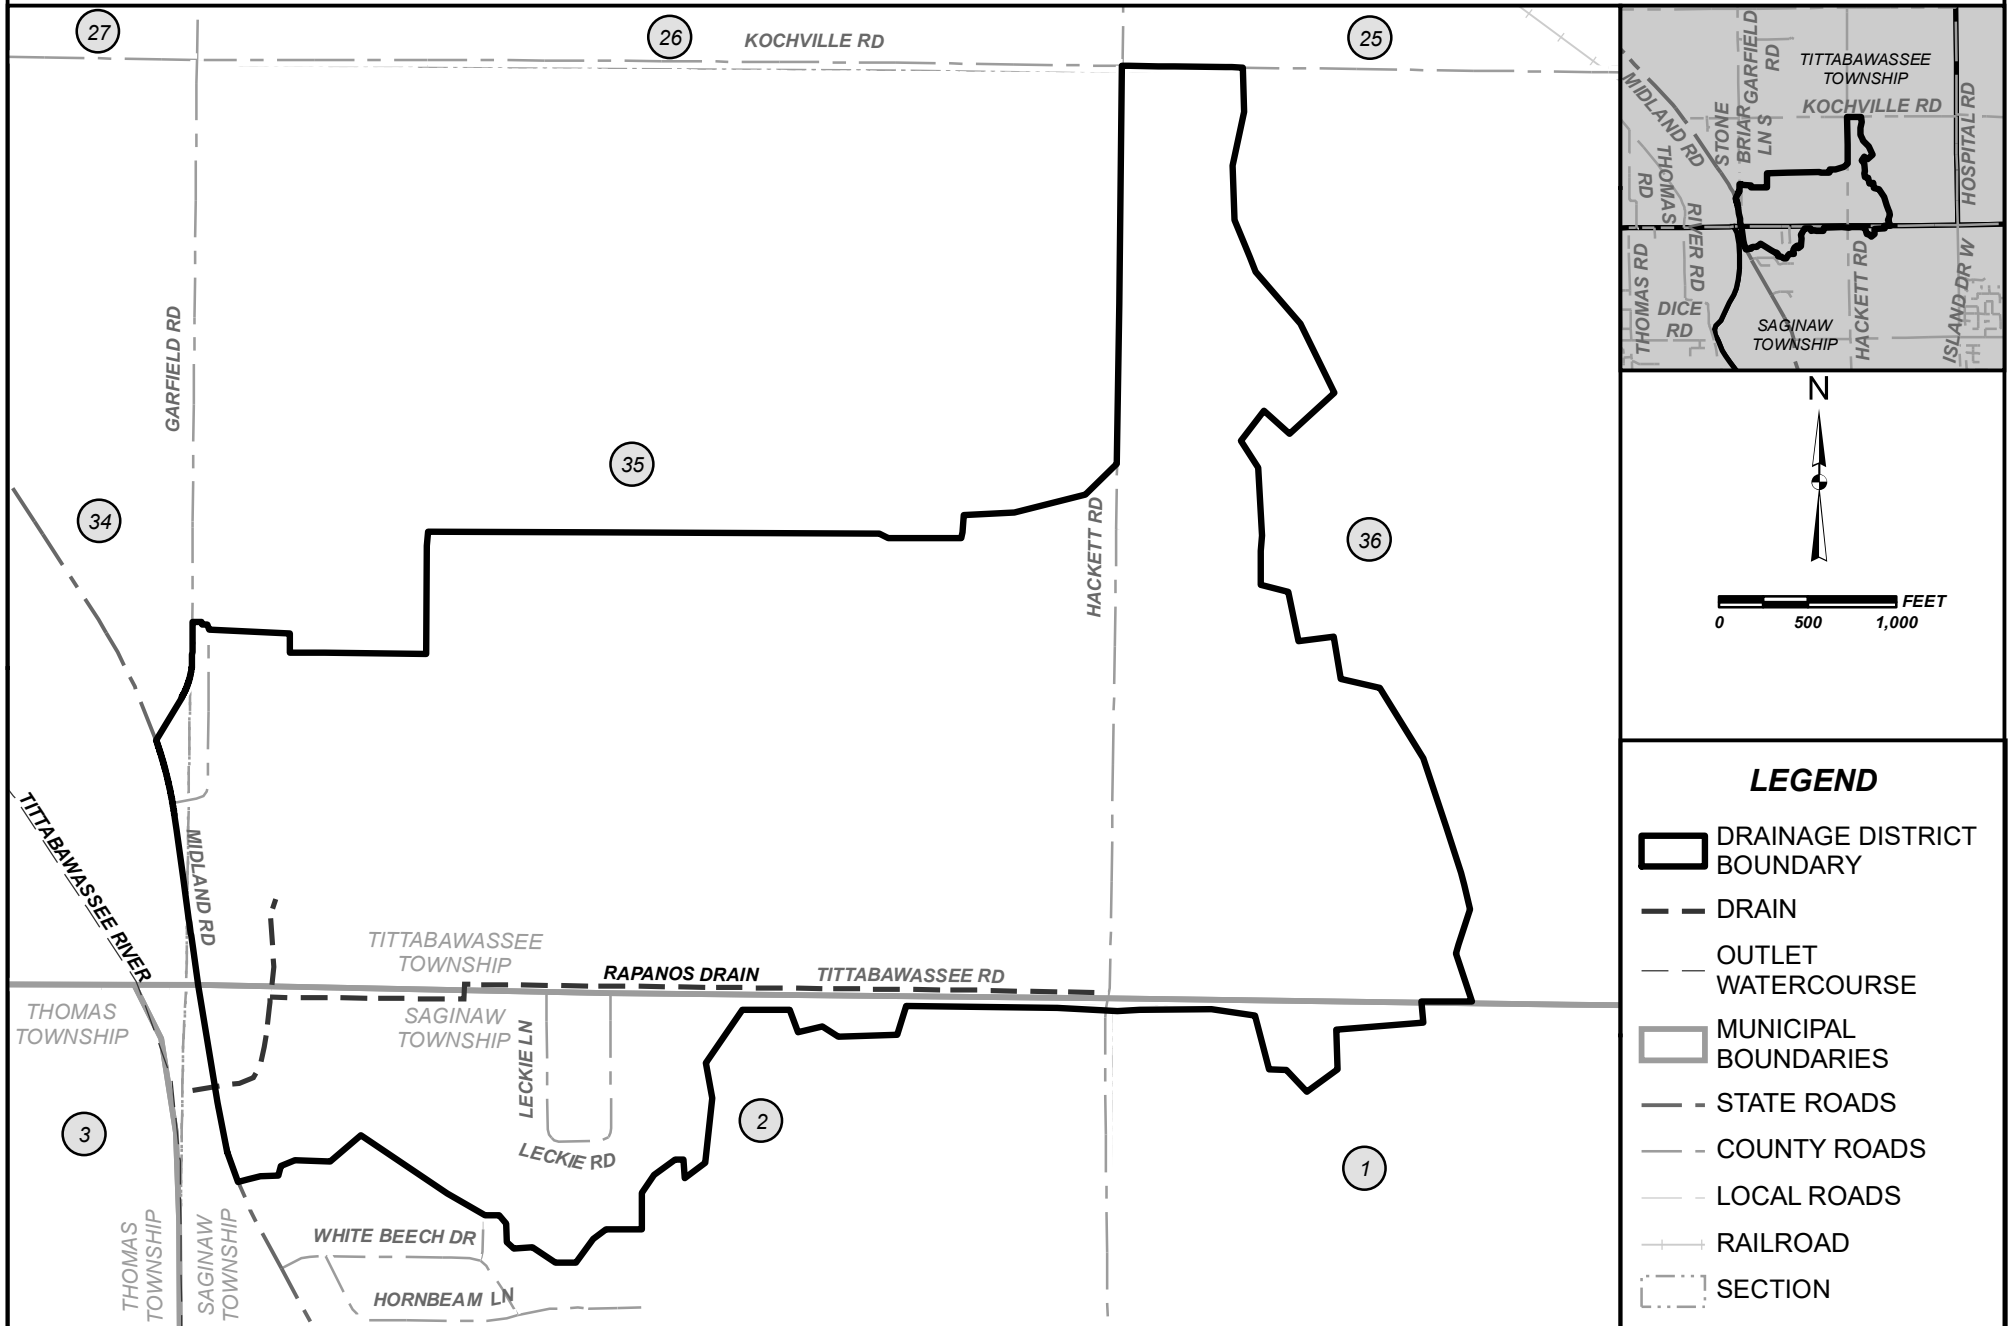 27
26
KOCHVILLE RD
25
GARFIELD RD
35
34
HACKETT RD
36
MIDLAND RD
TITTABAWASSEE RIVER
TITTABAWASSEE
TOWNSHIP
RAPANOS DRAIN
TITTABAWASSEE RD
THOMAS
TOWNSHIP
SAGINAW
TOWNSHIP
LECKIE LN
LECKIE RD
3
2
1
THOMAS
TOWNSHIP
SAGINAW
TOWNSHIP
WHITE BEECH DR
HORNBEAM LN
MIDLAND RD
STONE
BRIAR
LN S
GARFIELD
RD
TITTABAWASSEE
TOWNSHIP
KOCHVILLE RD
HOSPITAL RD
THOMAS
RD
RIVER RD
THOMAS RD
DICE
RD
SAGINAW
TOWNSHIP
HACKETT RD
ISLAND DR W
N
FEET
0
500
1,000
LEGEND
DRAINAGE DISTRICT
BOUNDARY
DRAIN
OUTLET
WATERCOURSE
MUNICIPAL
BOUNDARIES
STATE ROADS
COUNTY ROADS
LOCAL ROADS
RAILROAD
SECTION